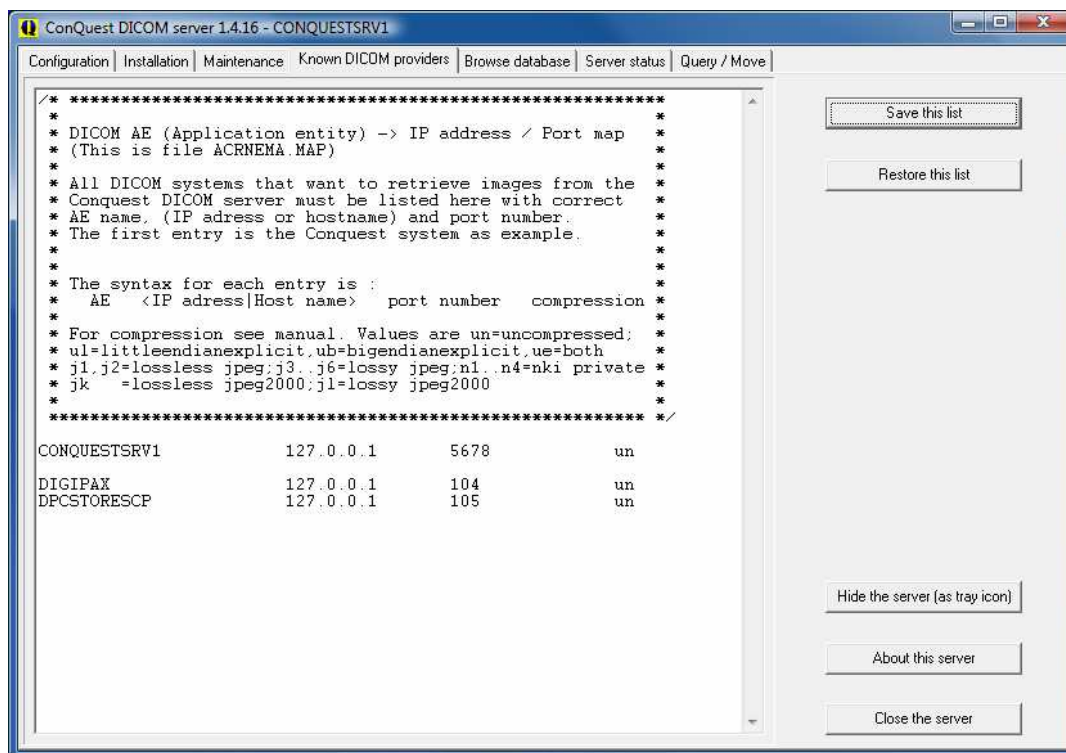 ConQuest DICOM server 1.4.16 - CONQUESTSRV1
Configuration Installation Maintenance Known DICOM providers Browse database Server status Query / Move
/* **********************************************************
* *
* DICOM AE (Application entity) -> IP address / Port map *
* (This is file ACRNEMA.MAP) *
* *
* All DICOM systems that want to retrieve images from the *
* Conquest DICOM server must be listed here with correct *
* AE name, (IP adress or hostname) and port number. *
* The first entry is the Conquest system as example. *
* *
* *
* The syntax for each entry is : *
* AE <IP adress|Host name> port number compression *
* *
* For compression see manual. Values are un=uncompressed; *
* ul=littleendianexplicit,ub=bigendianexplicit,ue=both *
* j1,j2=lossless jpeg;j3..j6=lossy jpeg;n1..n4=nki private *
* jk =lossless jpeg2000;jl=lossy jpeg2000 *
* *
********************************************************** */
CONQUESTSRV1 127.0.0.1 5678 un
DIGIPAX 127.0.0.1 104 un
DPCSTORESCP 127.0.0.1 105 un
Save this list
Restore this list
Hide the server (as tray icon)
About this server
Close the server